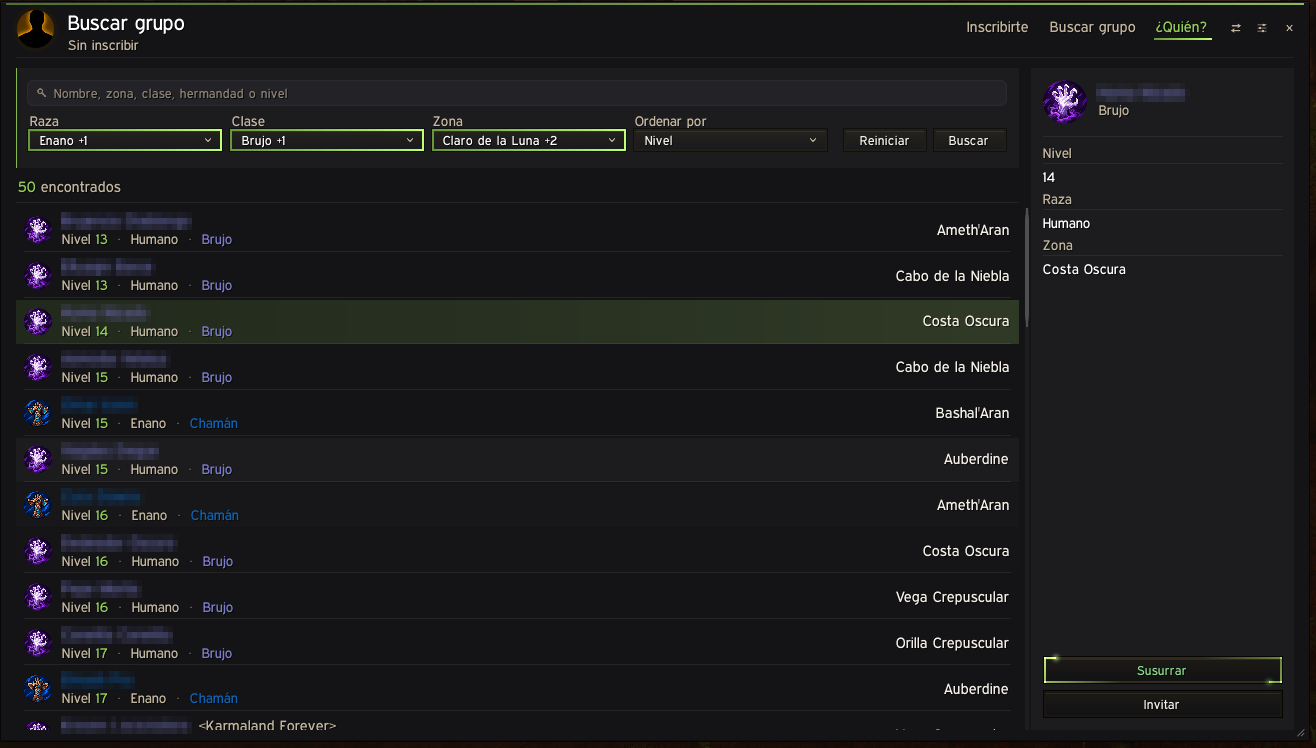 Buscar grupo
Sin inscribir
Inscribirte Buscar grupo ¿Quién?
Nombre, zona, clase, hermandad o nivel
Raza Clase Zona Ordenar por
Enano +1 Brujo +1 Claro de la Luna +2 Nivel Reiniciar Buscar
50 encontrados
Nivel 13 · Humano · Brujo Ameth'Aran
Nivel 13 · Humano · Brujo Cabo de la Niebla
Nivel 14 · Humano · Brujo Costa Oscura
Nivel 15 · Humano · Brujo Cabo de la Niebla
Nivel 15 · Enano · Chamán Bashal'Aran
Nivel 15 · Humano · Brujo Auberdine
Nivel 16 · Enano · Chamán Ameth'Aran
Nivel 16 · Humano · Brujo Costa Oscura
Nivel 16 · Humano · Brujo Vega Crepuscular
Nivel 17 · Humano · Brujo Orilla Crepuscular
Nivel 17 · Enano · Chamán Auberdine
<Karmaland Forever>
Brujo
Nivel
14
Raza
Humano
Zona
Costa Oscura
Susurrar
Invitar